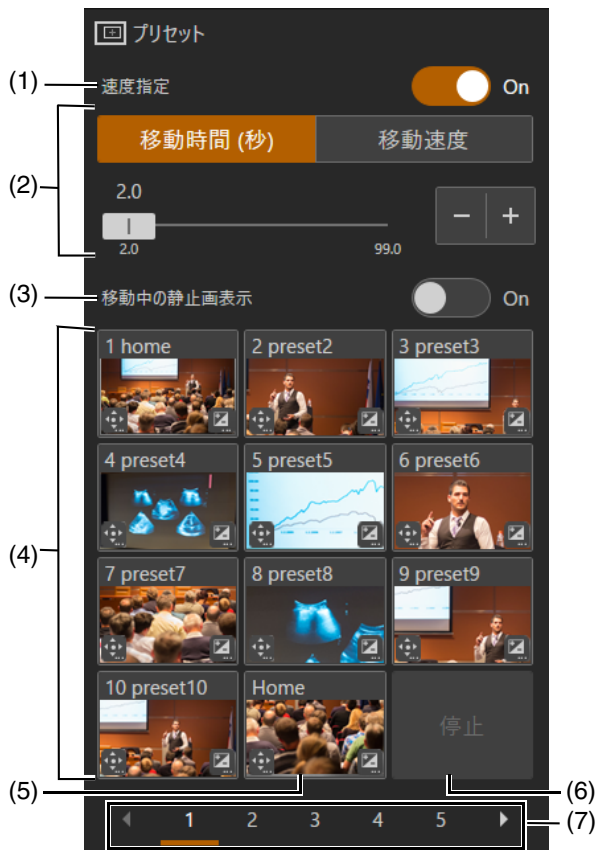 プリセット
(1)
速度指定
On
(2)
移動時間 (秒)
移動速度
2.0
− +
2.0
99.0
(3)
移動中の静止画表示
On
(4)
1 home
2 preset2
3 preset3
4 preset4
5 preset5
6 preset6
7 preset7
8 preset8
9 preset9
10 preset10
Home
停止
(5)
(6)
1 2 3 4 5
(7)